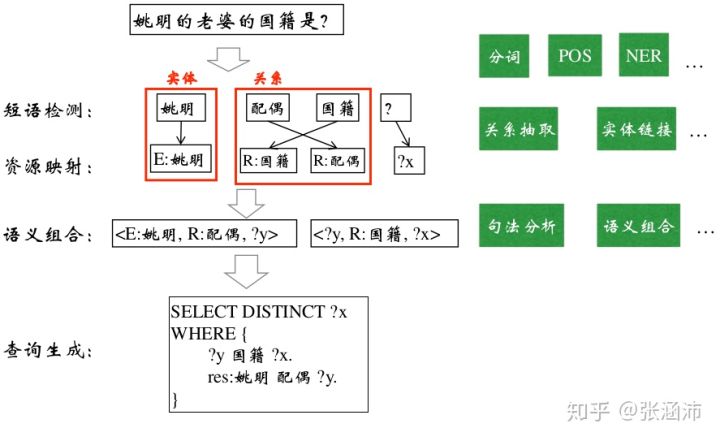 姚明的老婆的国籍是?
分词 POS NER …
实体 关系
短语检测: 姚明 配偶 国籍 ?
关系抽取 实体链接 …
资源映射: E:姚明 R:国籍 R:配偶 ?x
语义组合: <E:姚明, R:配偶, ?y> <?y, R:国籍, ?x>
句法分析 语义组合 …
查询生成:
SELECT DISTINCT ?x
WHERE {
?y 国籍 ?x.
res:姚明 配偶 ?y.
}
知乎 @张涵沛